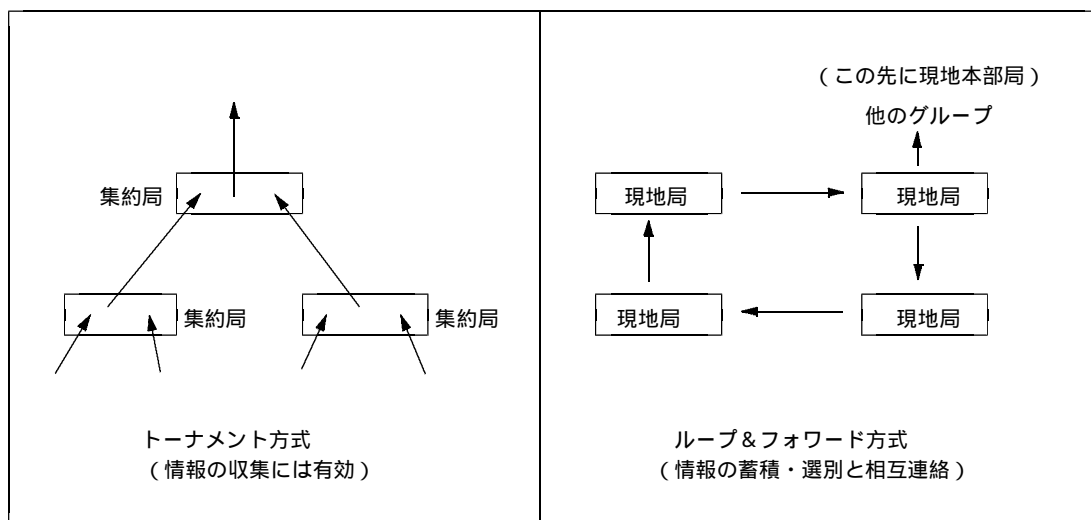 集約局
集約局
集約局
トーナメント方式
(情報の収集には有効)
(この先に現地本部局)
他のグループ
現地局
現地局
現地局
現地局
ループ&フォワード方式
(情報の蓄積・選別と相互連絡)